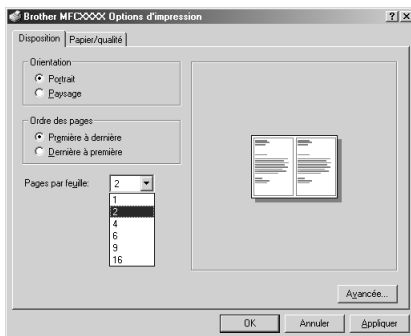 Brother MFCXXXX Options d'impression
Disposition
Papier/qualité
Orientation
Portrait
Paysage
Ordre des pages
Première à dernière
Dernière à première
Pages par feuille:
2
1
2
4
6
9
16
Avancée...
OK
Annuler
Appliquer